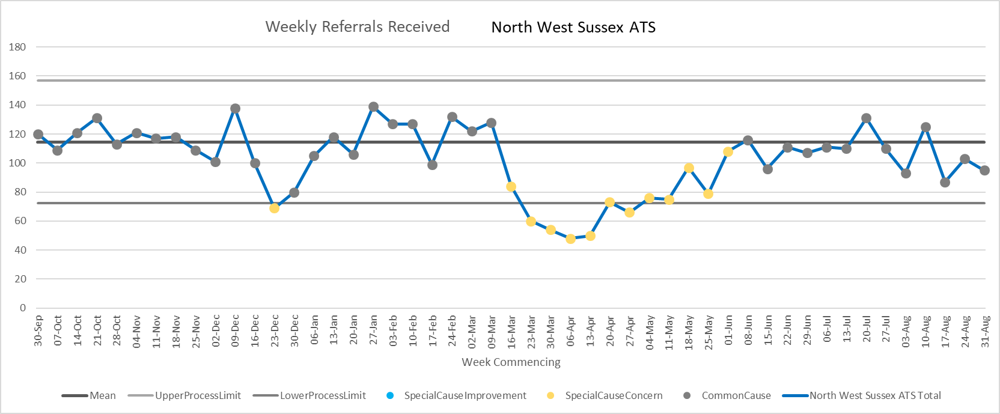 Weekly Referrals Received North West Sussex ATS
180
160
140
120
100
80
60
40
20
0
30-Sep 07-Oct 14-Oct 21-Oct 28-Oct 04-Nov 11-Nov 18-Nov 25-Nov 02-Dec 09-Dec 16-Dec 23-Dec 30-Dec 06-Jan 13-Jan 20-Jan 27-Jan 03-Feb 10-Feb 17-Feb 24-Feb 02-Mar 09-Mar 16-Mar 23-Mar 30-Mar 06-Apr 13-Apr 20-Apr 27-Apr 04-May 11-May 18-May 25-May 01-Jun 08-Jun 15-Jun 22-Jun 29-Jun 06-Jul 13-Jul 20-Jul 27-Jul 03-Aug 10-Aug 17-Aug 24-Aug 31-Aug
Week Commencing
Mean UpperProcessLimit LowerProcessLimit SpecialCauseImprovement SpecialCauseConcern CommonCause North West Sussex ATS Total